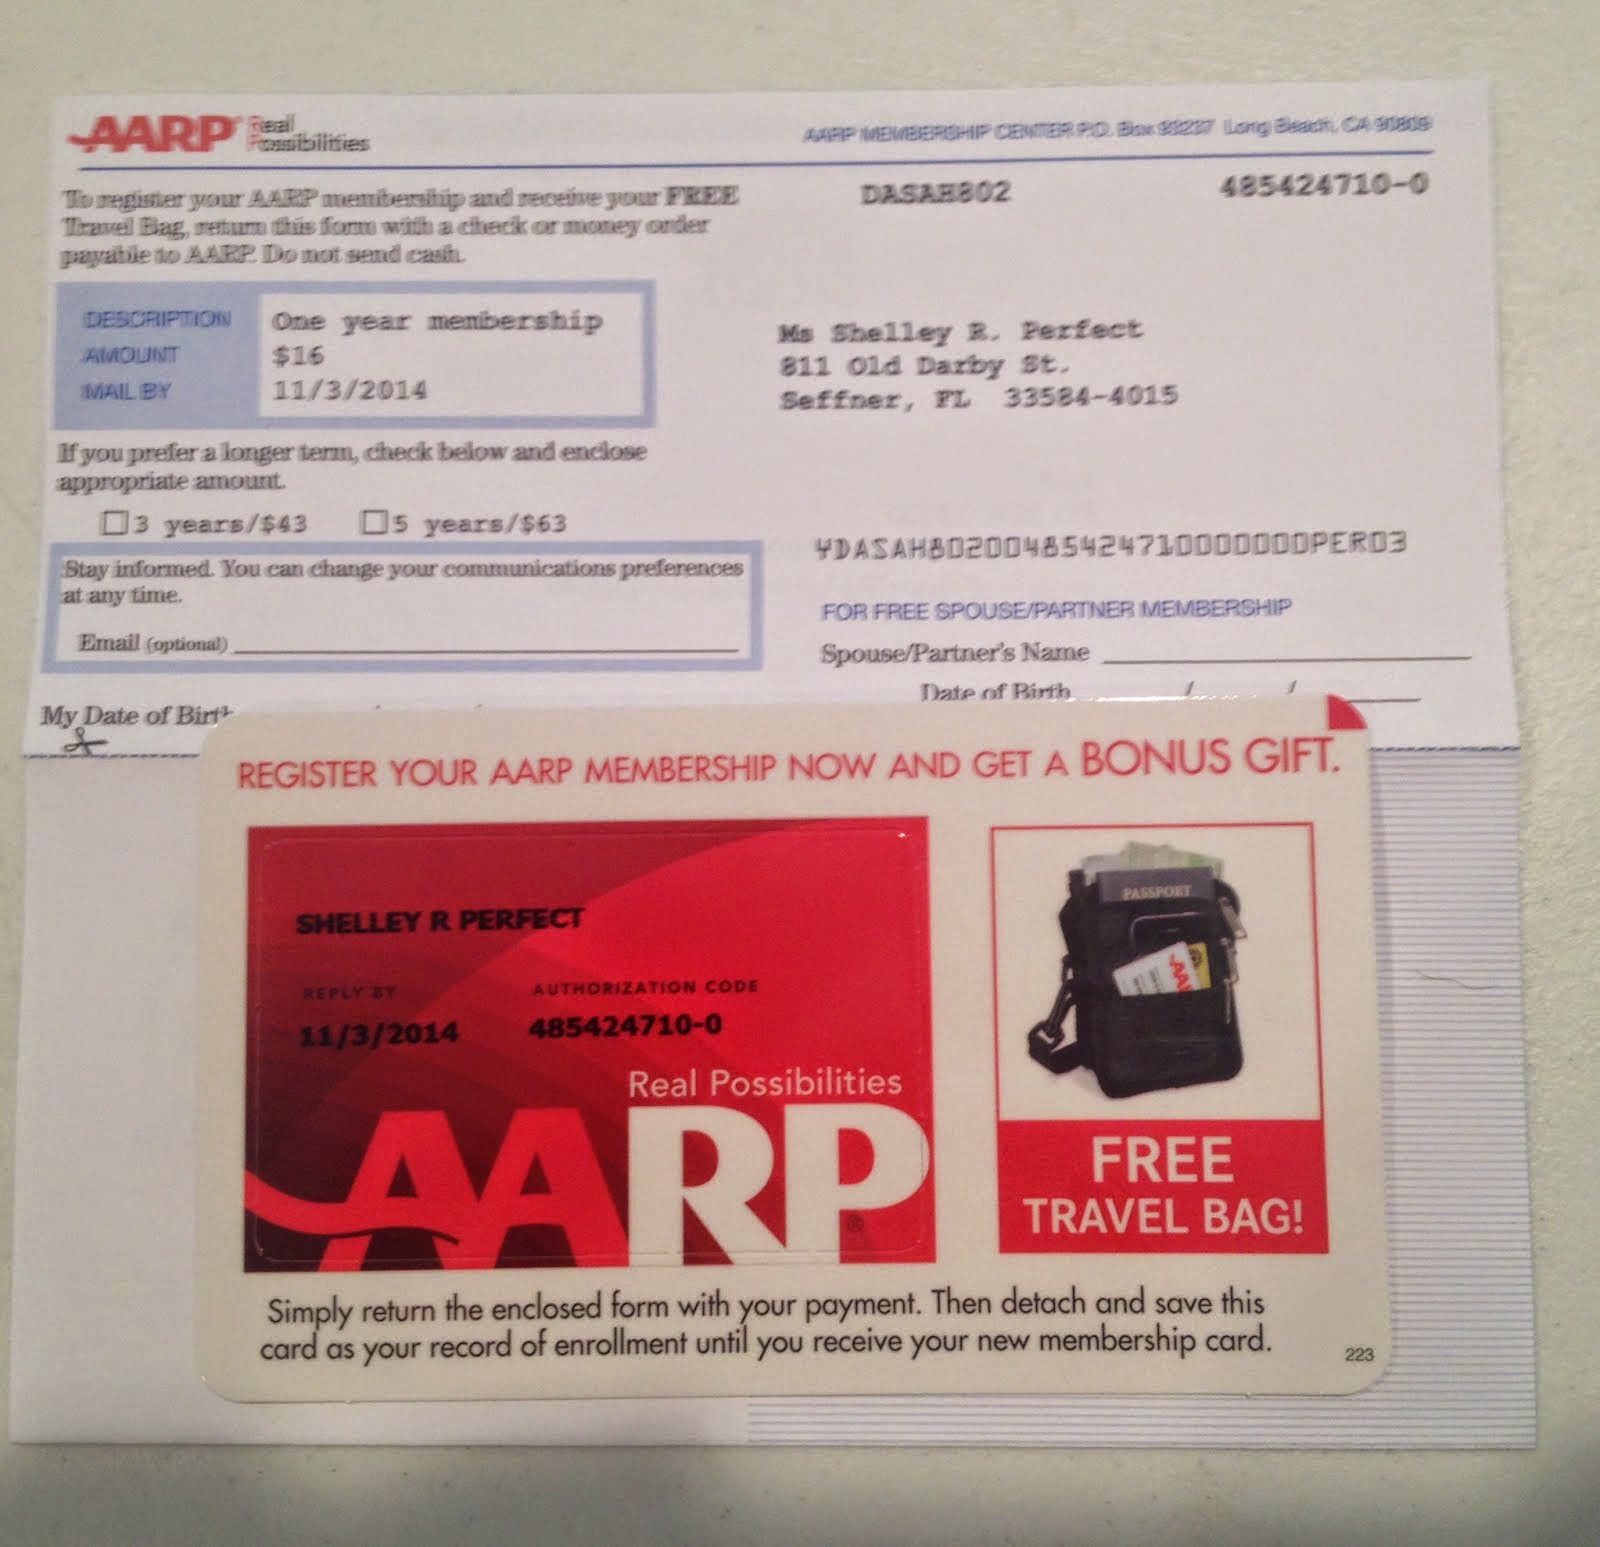 AARP Real Possibilities
AARP MEMBERSHIP CENTER P.O. Box 93237 Long Beach, CA 90809
To register your AARP membership and receive your FREE
Travel Bag, return this form with a check or money order
payable to AARP. Do not send cash.
DASAH802
485424710-0
DESCRIPTION One year membership
AMOUNT $16
MAIL BY 11/3/2014
Ms Shelley R. Perfect
811 Old Darby St.
Seffner, FL 33584-4015
If you prefer a longer term, check below and enclose
appropriate amount.
3 years/$43 5 years/$63
Stay informed. You can change your communications preferences
at any time.
Email (optional)
YDASAH80200485424710000000PER03
FOR FREE SPOUSE/PARTNER MEMBERSHIP
Spouse/Partner's Name
Date of Birth / /
My Date of Birth
REGISTER YOUR AARP MEMBERSHIP NOW AND GET A BONUS GIFT.
SHELLEY R PERFECT
REPLY BY AUTHORIZATION CODE
11/3/2014 485424710-0
Real Possibilities
AARP®
PASSPORT
FREE
TRAVEL BAG!
Simply return the enclosed form with your payment. Then detach and save this
card as your record of enrollment until you receive your new membership card.
223